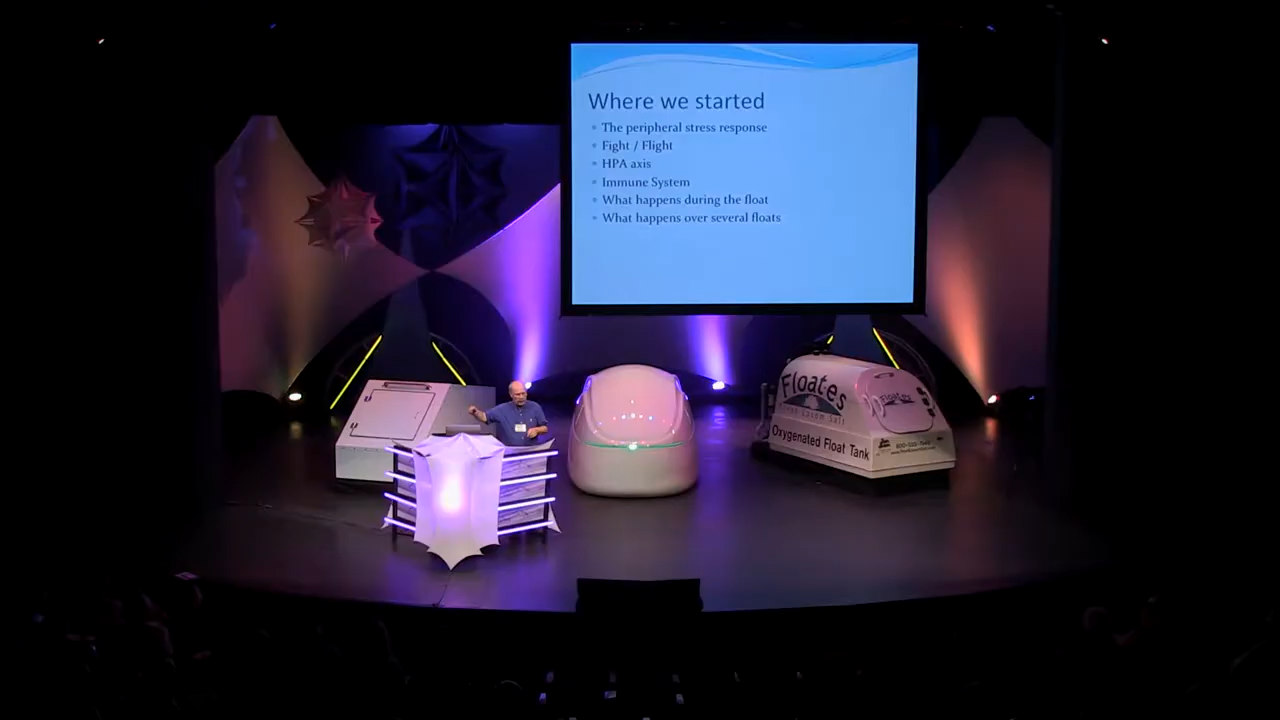 Where we started
The peripheral stress response
Fight / Flight
HPA axis
Immune System
What happens during the float
What happens over several floats
Floates
Oxygenated Float Tank